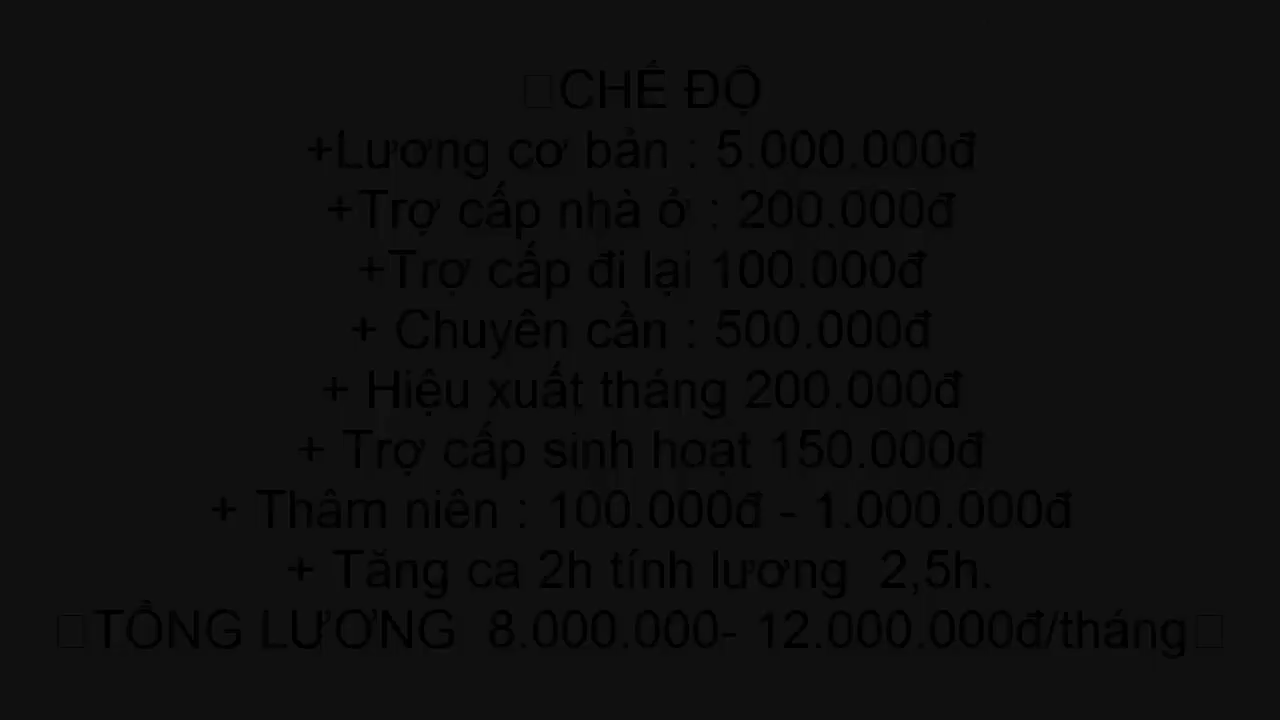 CHẾ ĐỘ
+Lương cơ bản : 5.000.000đ
+Trợ cấp nhà ở : 200.000đ
+Trợ cấp đi lại 100.000đ
+ Chuyên cần : 500.000đ
+ Hiệu xuất tháng 200.000đ
+ Trợ cấp sinh hoạt 150.000đ
+ Thâm niên : 100.000đ - 1.000.000đ
+ Tăng ca 2h tính lương  2,5h.
TỔNG LƯƠNG  8.000.000- 12.000.000đ/tháng